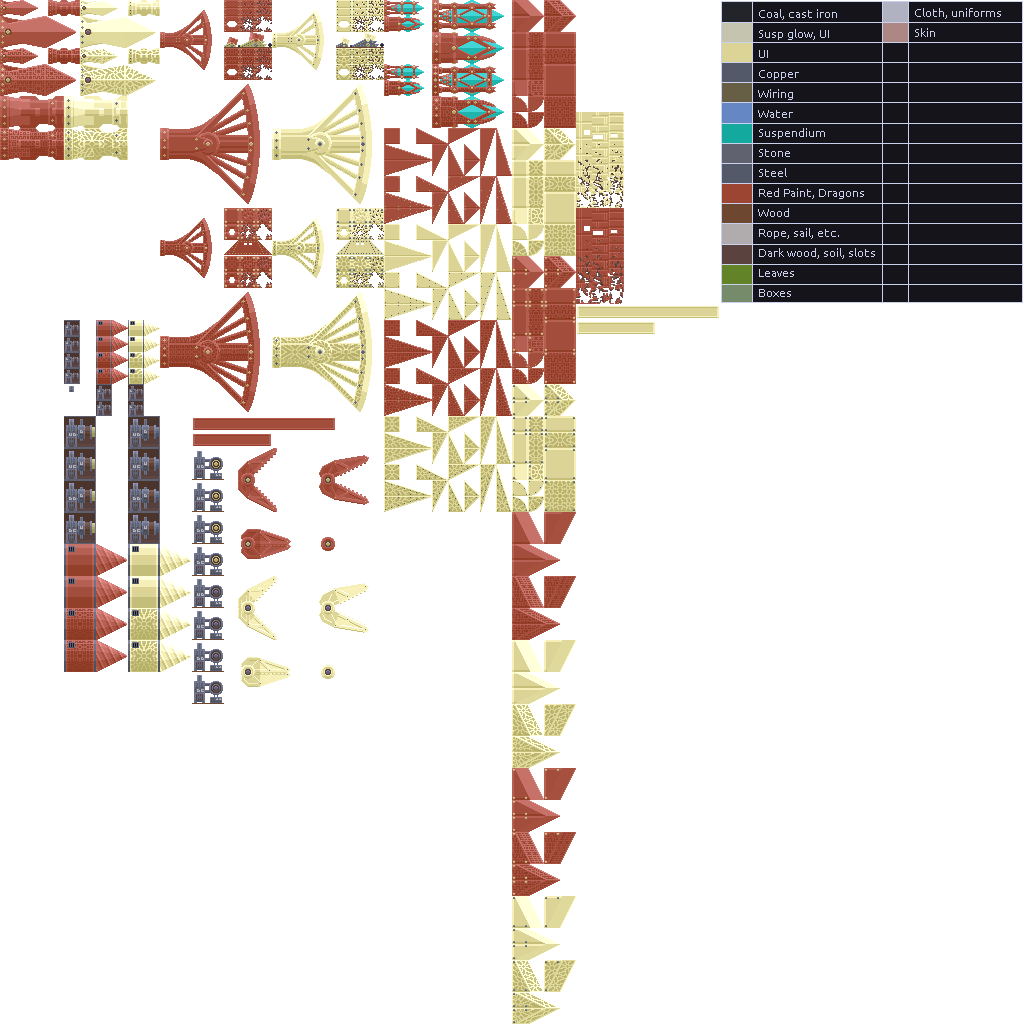 Coal, cast iron
Cloth, uniforms
Susp glow, UI
Skin
UI
Copper
Wiring
Water
Suspendium
Stone
Steel
Red Paint, Dragons
Wood
Rope, sail, etc.
Dark wood, soil, slots
Leaves
Boxes